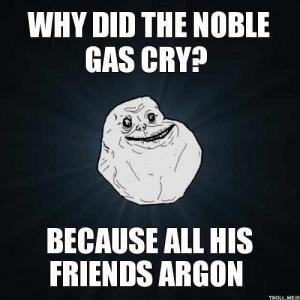 WHY DID THE NOBLE
GAS CRY?
BECAUSE ALL HIS
FRIENDS ARGON
TROLL.ME